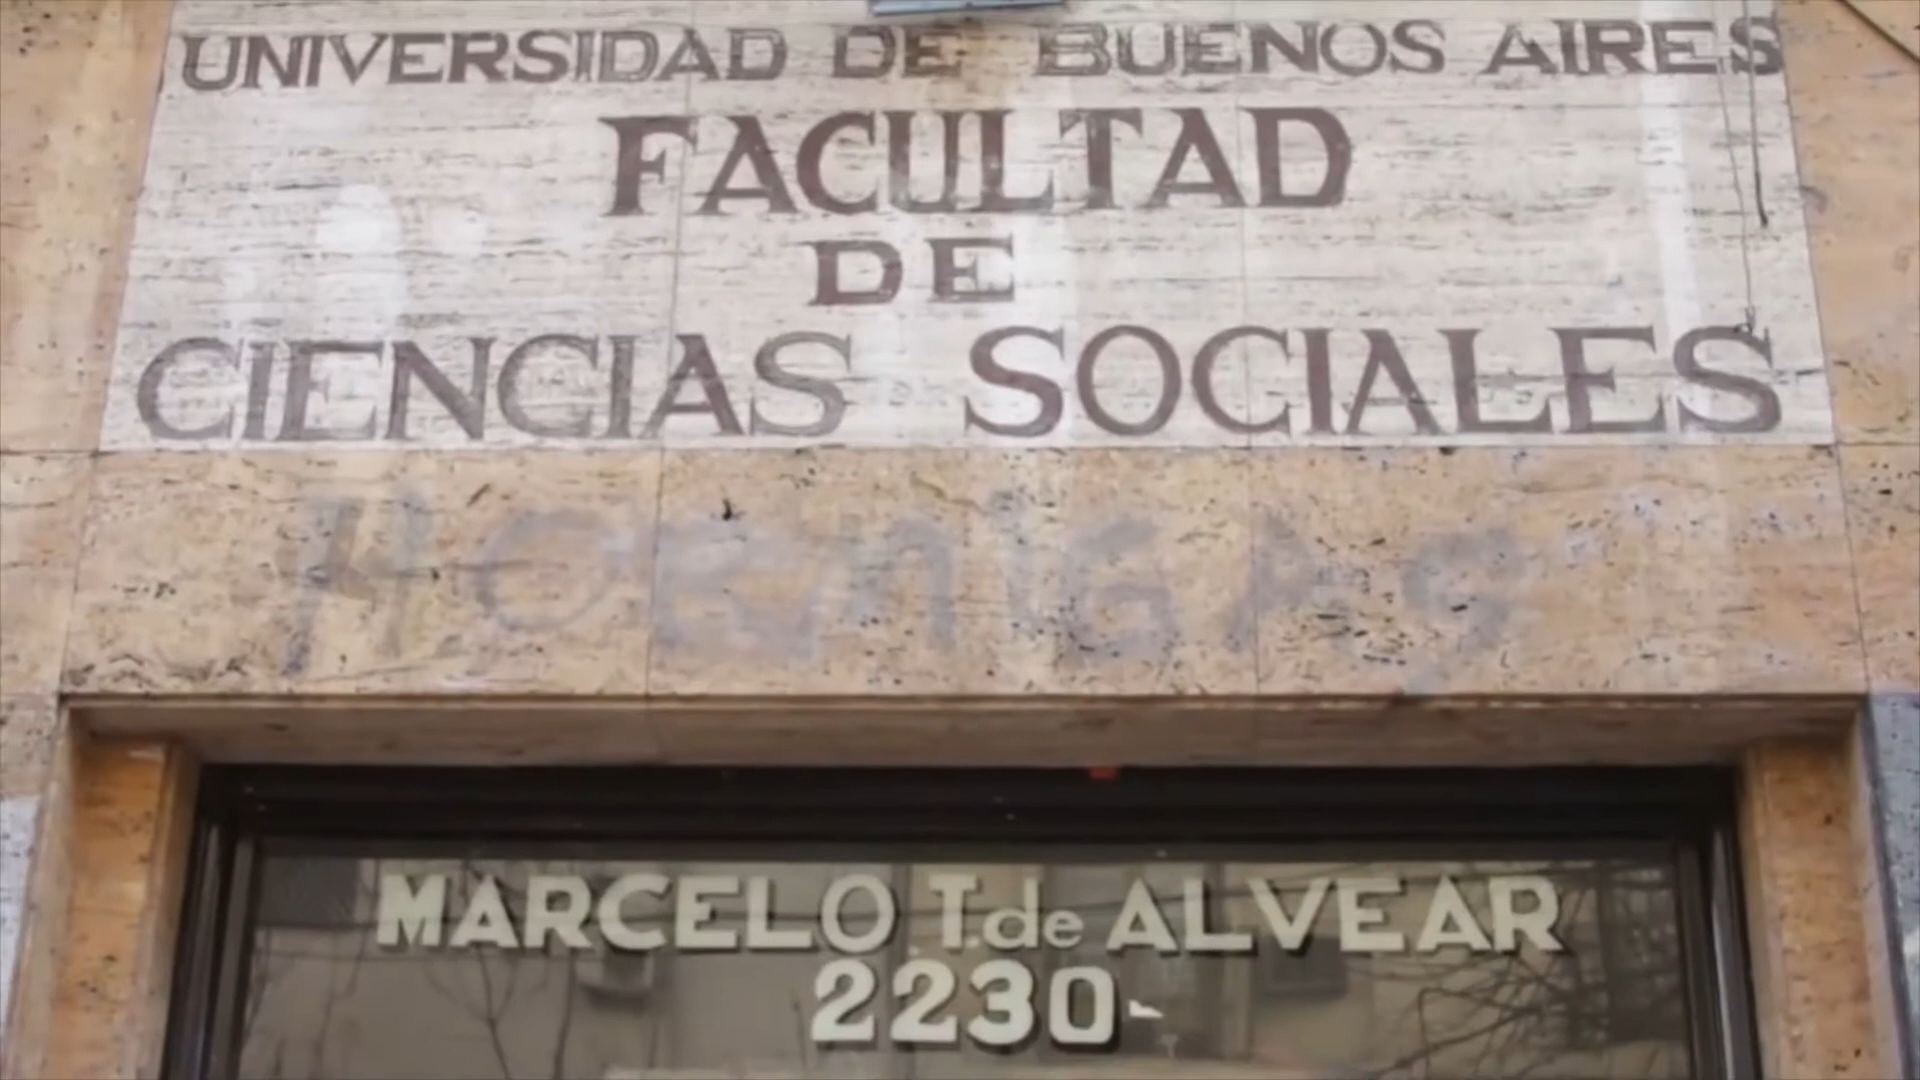 UNIVERSIDAD DE BUENOS AIRES
FACULTAD
DE
CIENCIAS SOCIALES
HORMIGAS
MARCELO T. de ALVEAR
2230